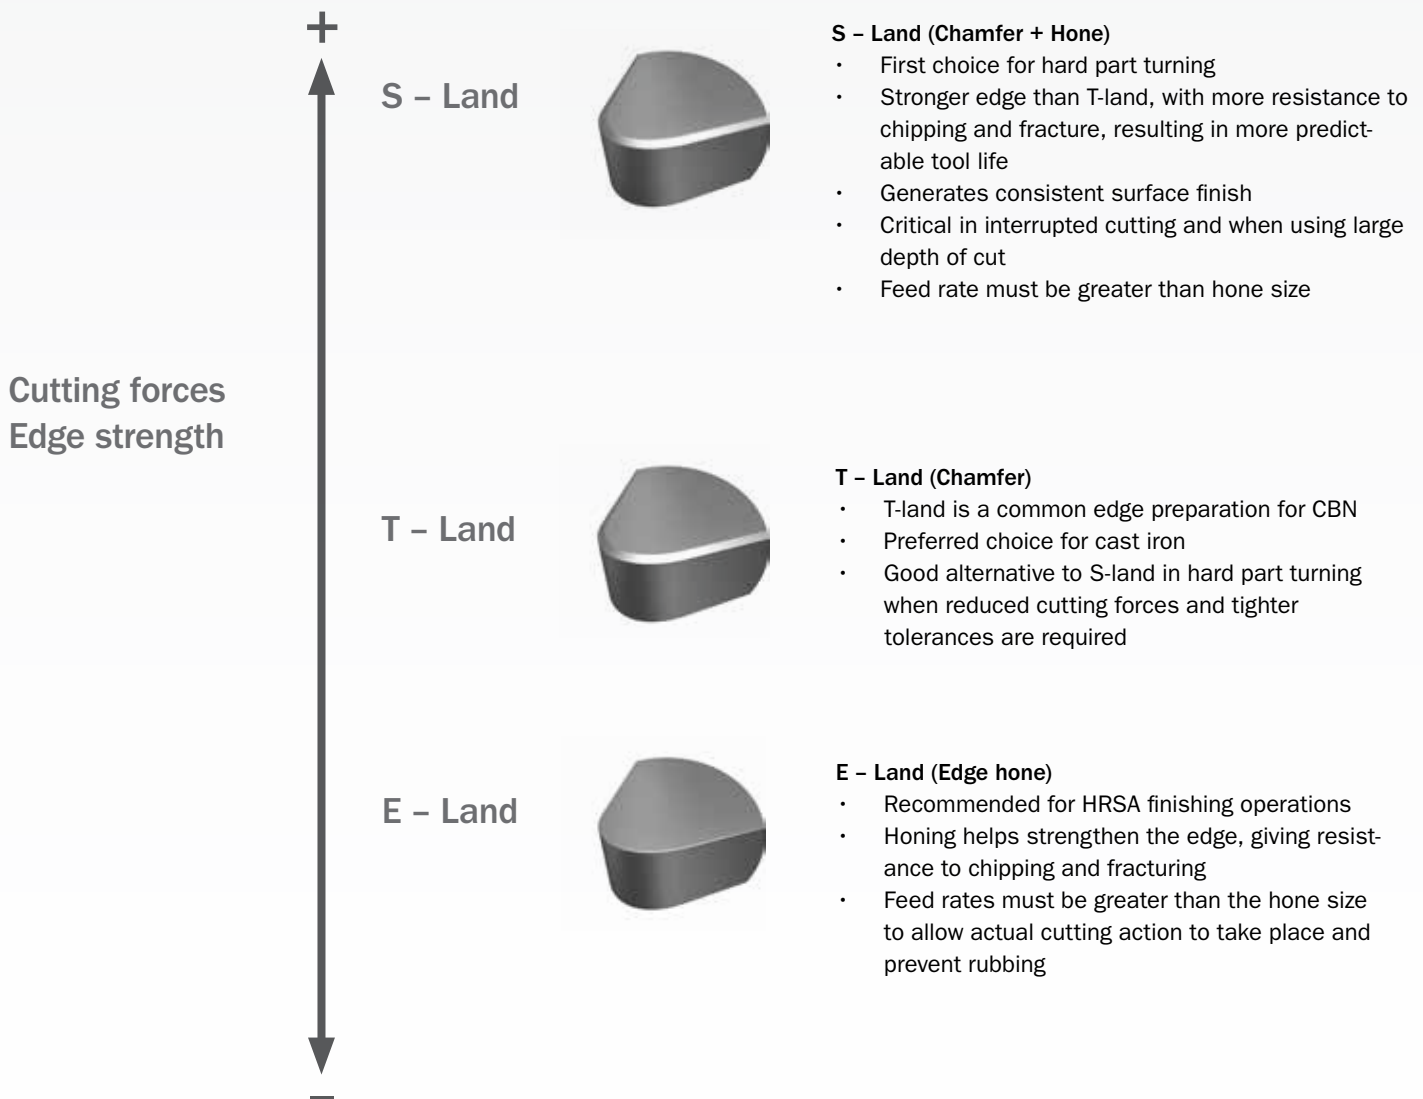 +
S – Land
S – Land (Chamfer + Hone)
· First choice for hard part turning
· Stronger edge than T-land, with more resistance to
chipping and fracture, resulting in more predict-
able tool life
· Generates consistent surface finish
· Critical in interrupted cutting and when using large
depth of cut
· Feed rate must be greater than hone size
Cutting forces
Edge strength
T – Land
T – Land (Chamfer)
· T-land is a common edge preparation for CBN
· Preferred choice for cast iron
· Good alternative to S-land in hard part turning
when reduced cutting forces and tighter
tolerances are required
E – Land
E – Land (Edge hone)
· Recommended for HRSA finishing operations
· Honing helps strengthen the edge, giving resist-
ance to chipping and fracturing
· Feed rates must be greater than the hone size
to allow actual cutting action to take place and
prevent rubbing
–